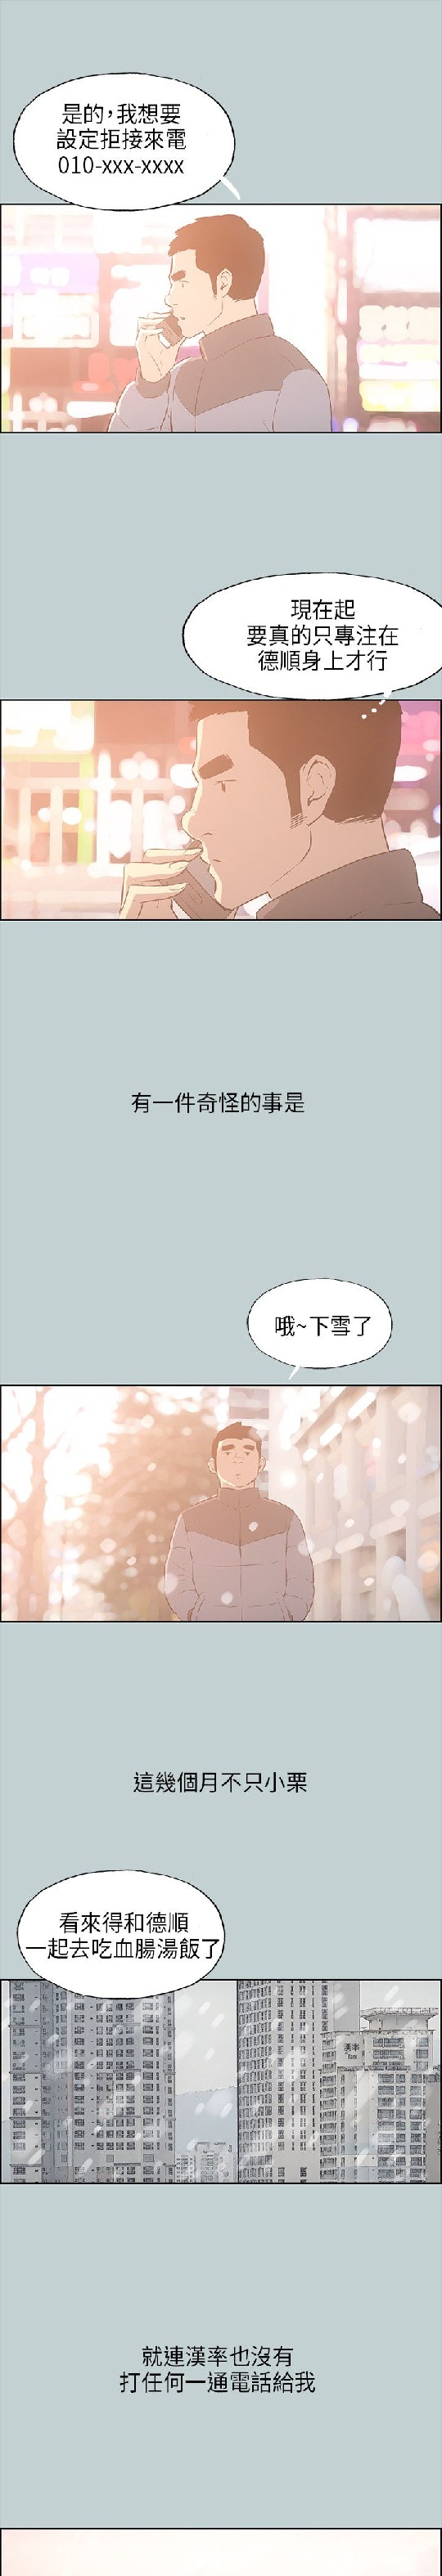 是的,我想要
設定拒接來電
010-xxx-xxxx
現在起
要真的只專注在
德順身上才行
有一件奇怪的事是
哦~下雪了
這幾個月不只小栗
看來得和德順
一起去吃血腸湯飯了
漢率
就連漢率也沒有
打任何一通電話給我